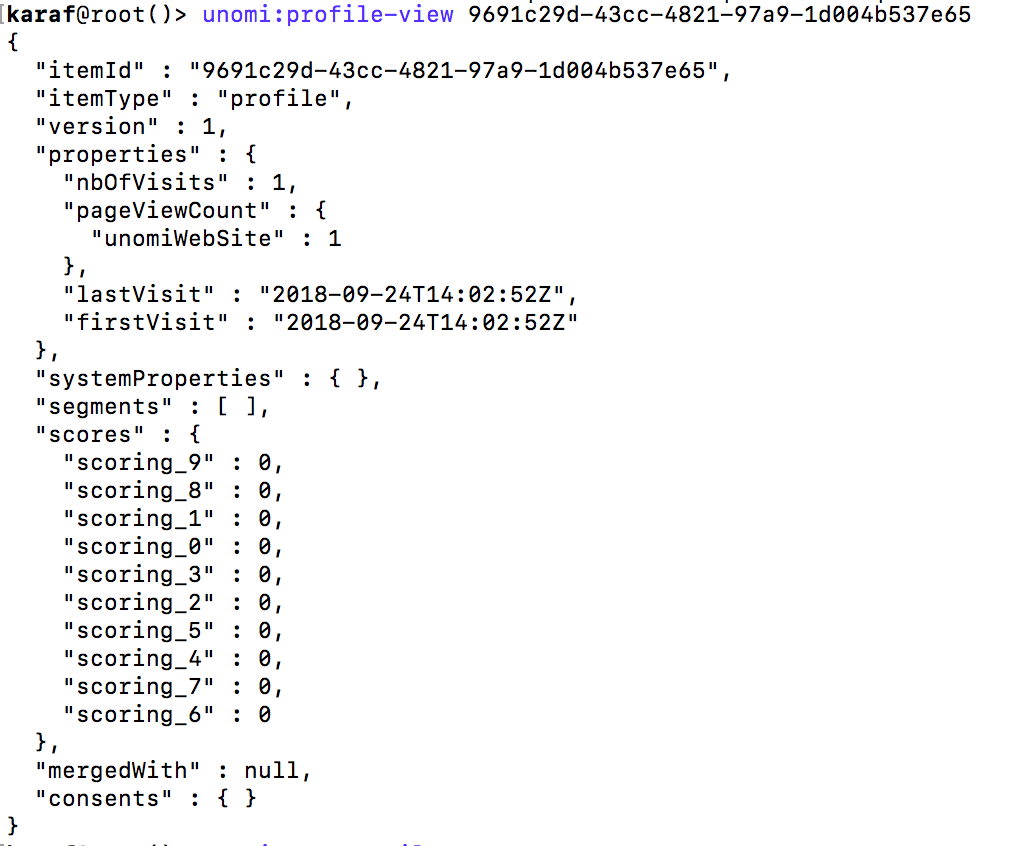 karaf@root()> unomi:profile-view 9691c29d-43cc-4821-97a9-1d004b537e65
{
  "itemId" : "9691c29d-43cc-4821-97a9-1d004b537e65",
  "itemType" : "profile",
  "version" : 1,
  "properties" : {
    "nbOfVisits" : 1,
    "pageViewCount" : {
      "unomiWebSite" : 1
    },
    "lastVisit" : "2018-09-24T14:02:52Z",
    "firstVisit" : "2018-09-24T14:02:52Z"
  },
  "systemProperties" : { },
  "segments" : [ ],
  "scores" : {
    "scoring_9" : 0,
    "scoring_8" : 0,
    "scoring_1" : 0,
    "scoring_0" : 0,
    "scoring_3" : 0,
    "scoring_2" : 0,
    "scoring_5" : 0,
    "scoring_4" : 0,
    "scoring_7" : 0,
    "scoring_6" : 0
  },
  "mergedWith" : null,
  "consents" : { }
}